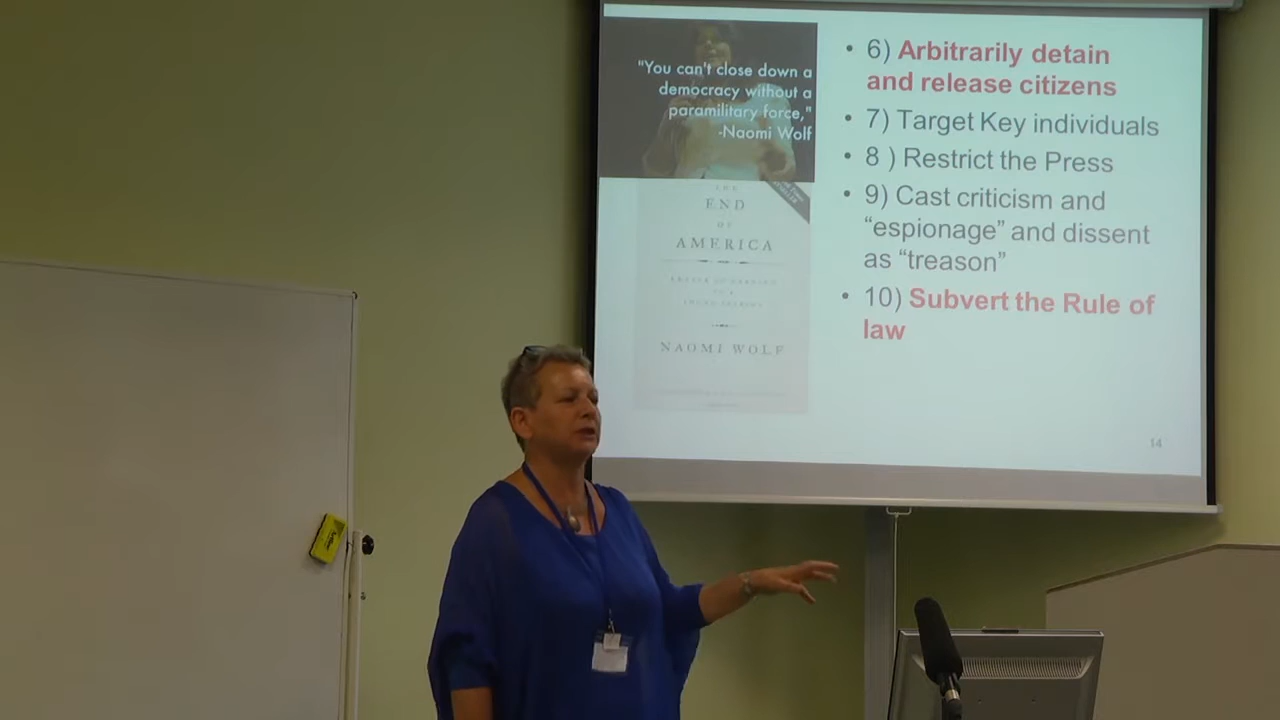 "You can't close down a
democracy without a
paramilitary force,"
-Naomi Wolf
THE
END
OF
AMERICA
NAOMI WOLF
• 6) Arbitrarily detain
and release citizens
• 7) Target Key individuals
• 8 ) Restrict the Press
• 9) Cast criticism and
“espionage” and dissent
as “treason”
• 10) Subvert the Rule of
law
14